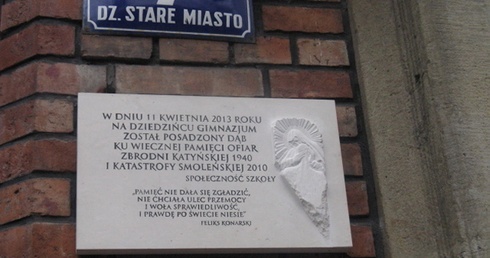 DZ. STARE MIASTO
W DNIU 11 KWIETNIA 2013 ROKU
NA DZIEDZIŃCU GIMNAZJUM
ZOSTAŁ POSADZONY DĄB
KU WIECZNEJ PAMIĘCI OFIAR
ZBRODNI KATYŃSKIEJ 1940
I KATASTROFY SMOLEŃSKIEJ 2010
SPOŁECZNOŚĆ SZKOŁY
„PAMIĘĆ NIE DAŁA SIĘ ZGŁADZIĆ,
NIE CHCIAŁA ULEC PRZEMOCY
I WOŁA SPRAWIEDLIWOŚĆ,
I PRAWDĘ PO ŚWIECIE NIESIE"
FELIKS KONARSKI